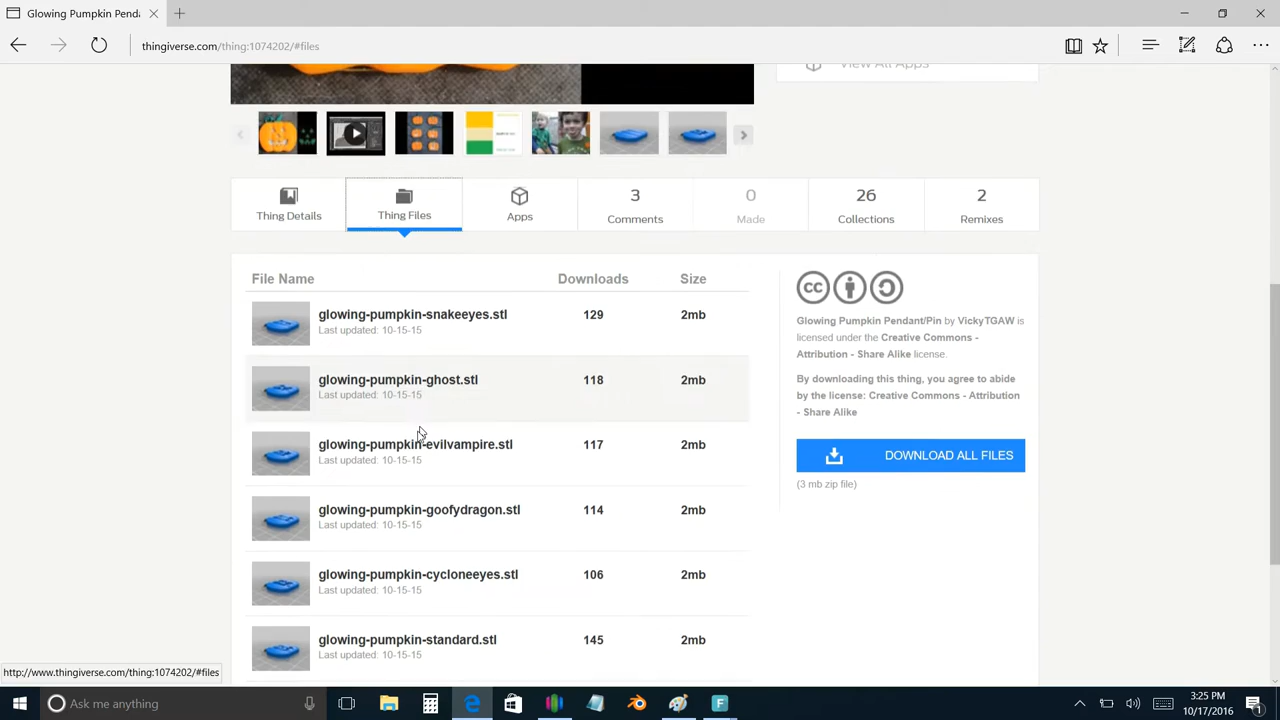 Glowing Pumpkin Penda
thingiverse.com/thing:1074202/#files
View All Apps
Thing Details
Thing Files
Apps
3
Comments
0
Made
26
Collections
2
Remixes
File Name Downloads Size
glowing-pumpkin-snakeeyes.stl 129 2mb
Last updated: 10-15-15
glowing-pumpkin-ghost.stl 118 2mb
Last updated: 10-15-15
glowing-pumpkin-evilvampire.stl 117 2mb
Last updated: 10-15-15
glowing-pumpkin-goofydragon.stl 114 2mb
Last updated: 10-15-15
glowing-pumpkin-cycloneeyes.stl 106 2mb
Last updated: 10-15-15
glowing-pumpkin-standard.stl 145 2mb
Last updated: 10-15-15
cc
Glowing Pumpkin Pendant/Pin by VickyTGAW is
licensed under the Creative Commons -
Attribution - Share Alike license.
By downloading this thing, you agree to abide
by the license: Creative Commons - Attribution
- Share Alike
DOWNLOAD ALL FILES
(3 mb zip file)
http://www.thingiverse.com/thing:1074202/#files
Ask me anything
3:25 PM
10/17/2016